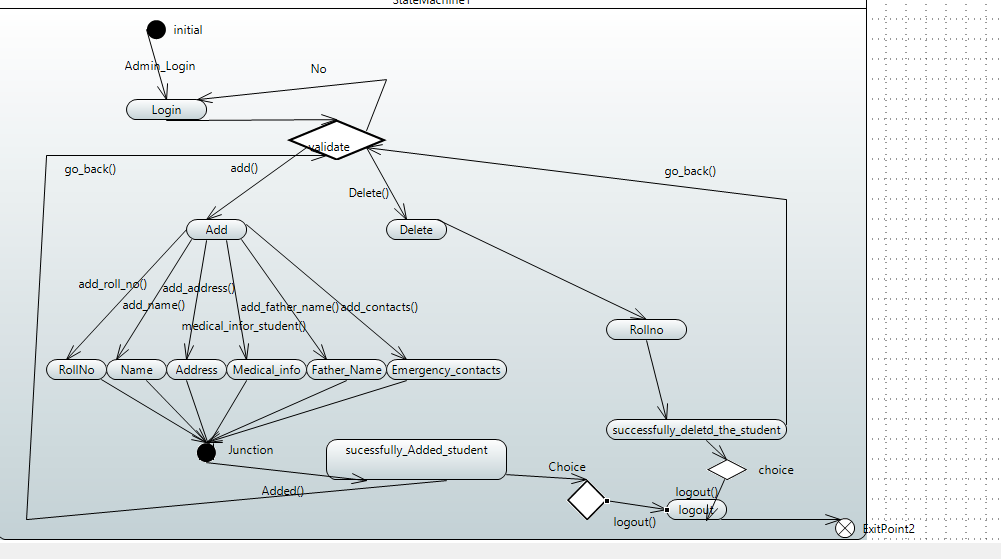 StateMachine1
initial
Admin_Login
No
Login
validate
go_back()
add()
go_back()
Delete()
Add
Delete
add_roll_no()
add_address()
add_name()
add_father_name()
add_contacts()
medical_infor_student()
Rollno
RollNo
Name
Address
Medical_info
Father_Name
Emergency_contacts
successfully_deletd_the_student
Junction
sucessfully_Added_student
Choice
choice
Added()
logout()
logout
logout()
ExitPoint2